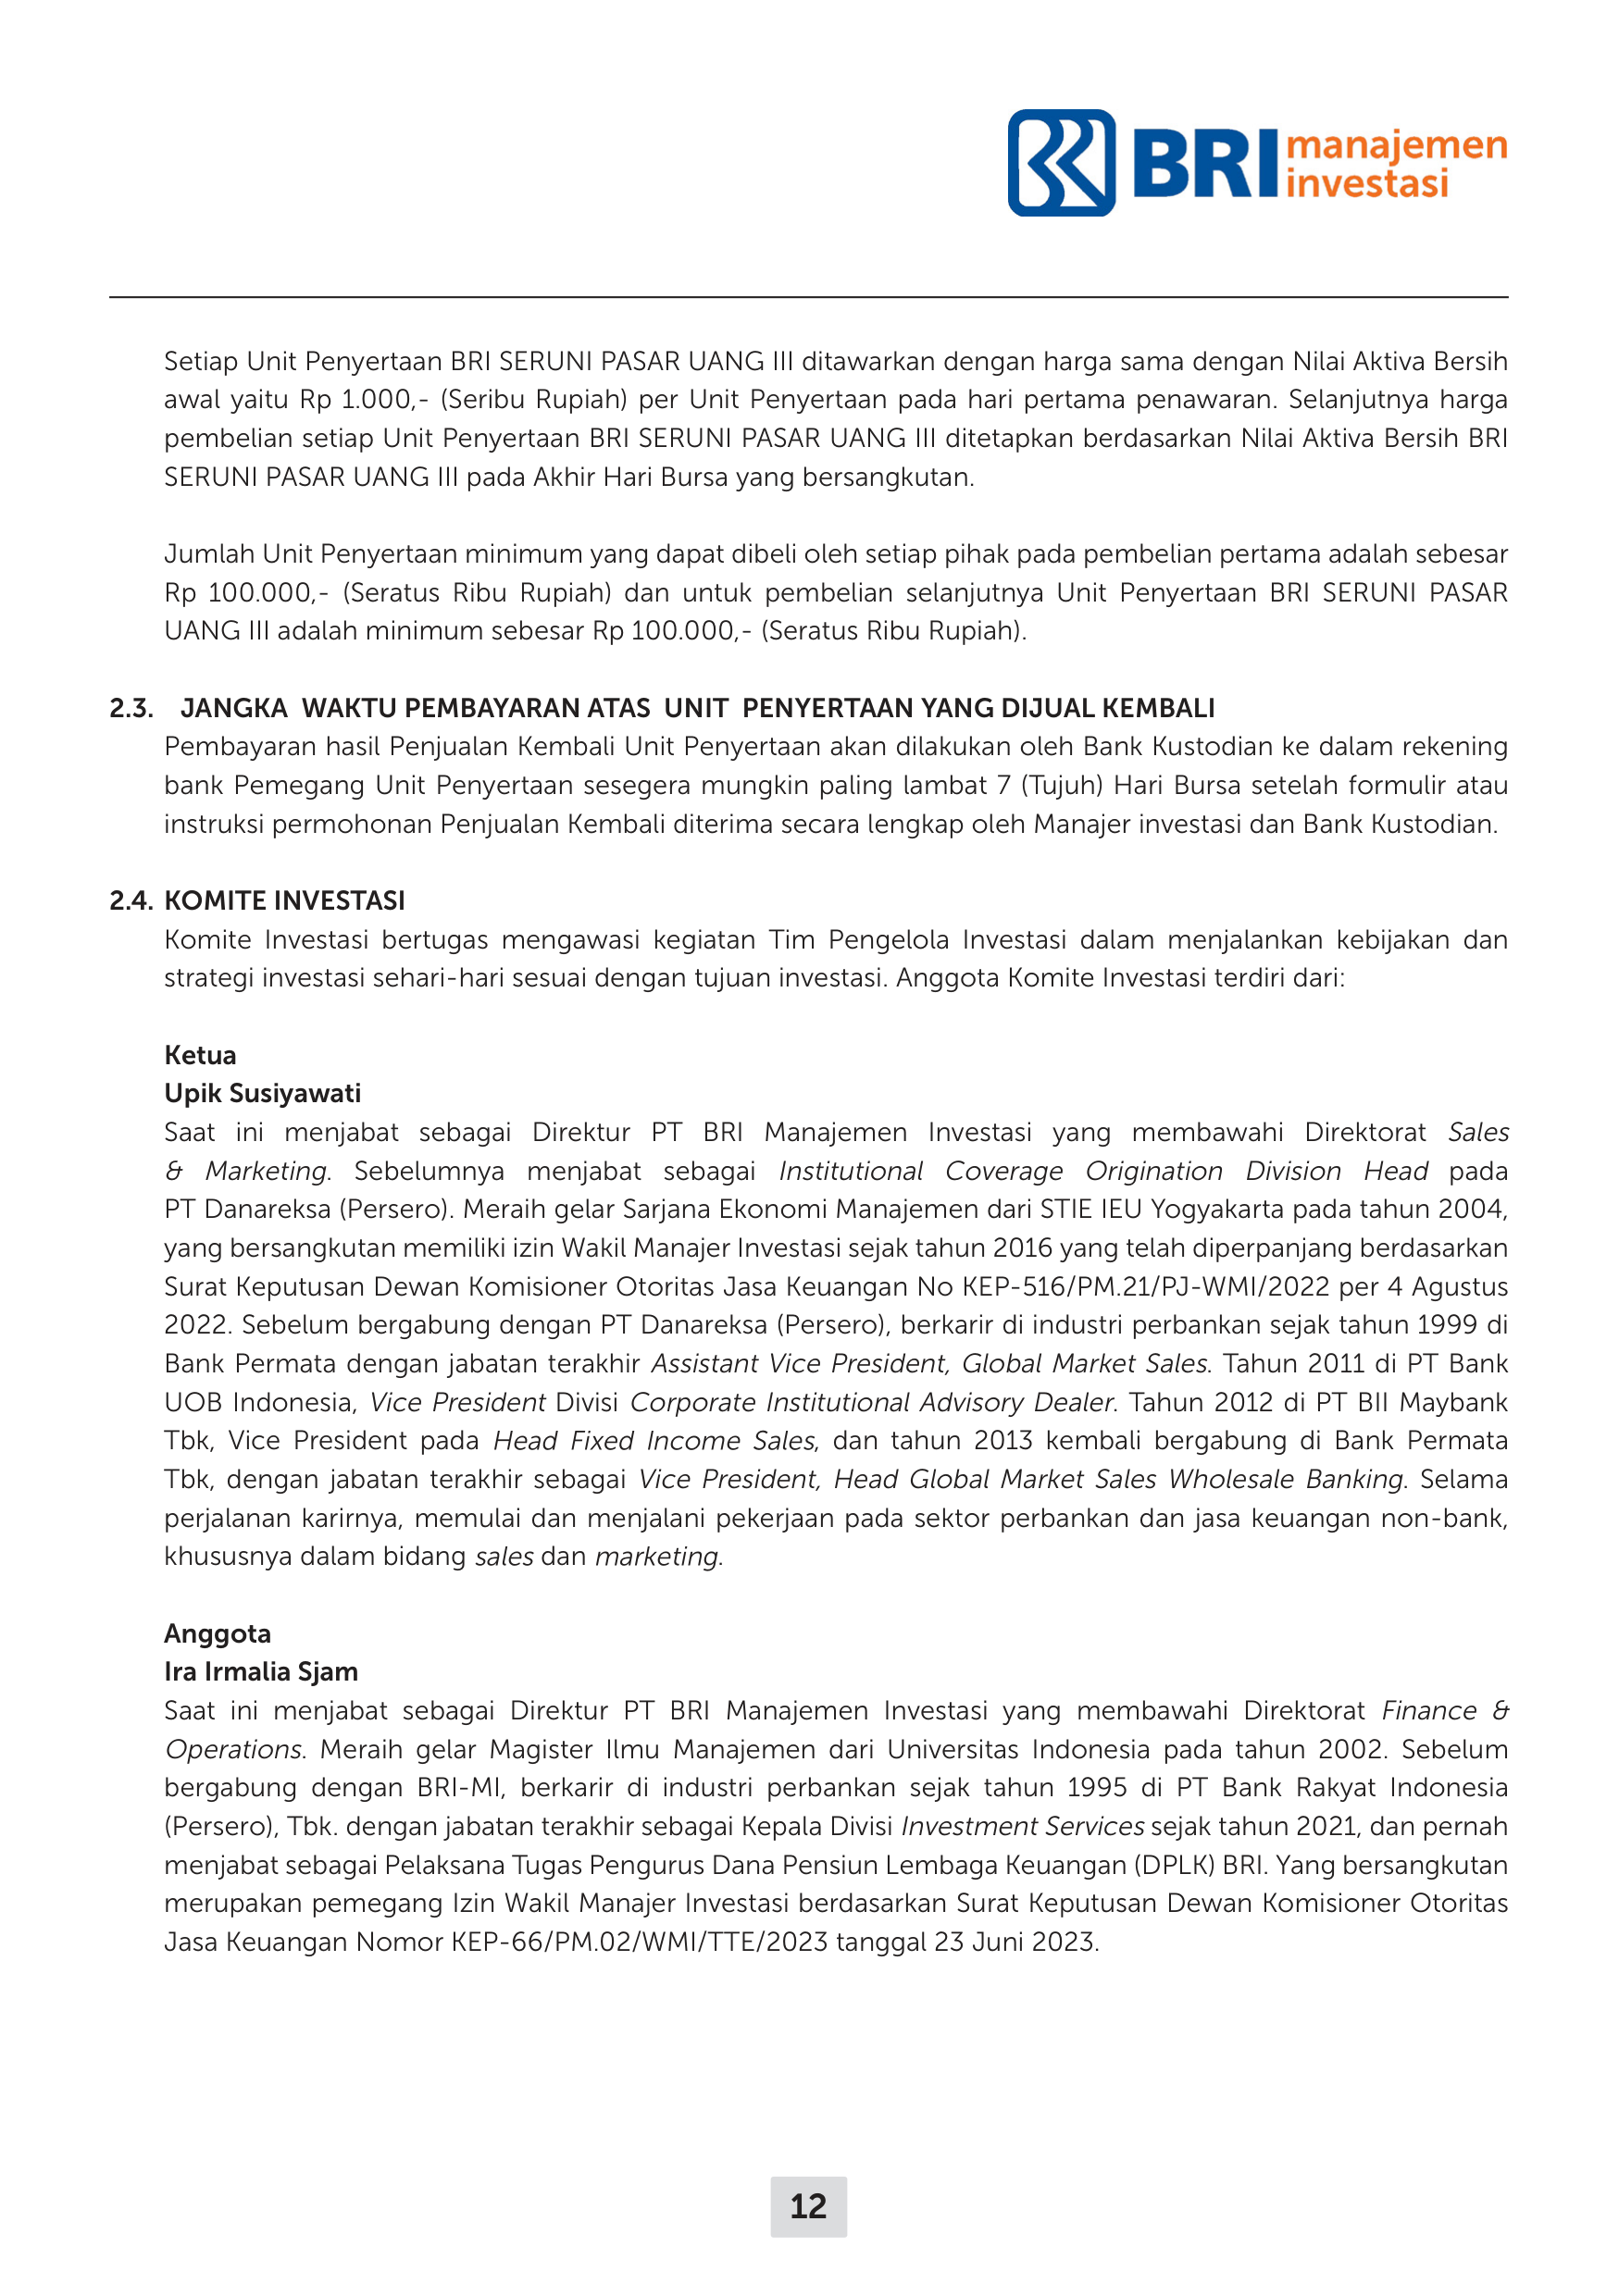 BRI manajemen
investasi
Setiap Unit Penyertaan BRI SERUNI PASAR UANG III ditawarkan dengan harga sama dengan Nilai Aktiva Bersih
awal yaitu Rp 1.000,- (Seribu Rupiah) per Unit Penyertaan pada hari pertama penawaran. Selanjutnya harga
pembelian setiap Unit Penyertaan BRI SERUNI PASAR UANG III ditetapkan berdasarkan Nilai Aktiva Bersih BRI
SERUNI PASAR UANG III pada Akhir Hari Bursa yang bersangkutan.
Jumlah Unit Penyertaan minimum yang dapat dibeli oleh setiap pihak pada pembelian pertama adalah sebesar
Rp 100.000,- (Seratus Ribu Rupiah) dan untuk pembelian selanjutnya Unit Penyertaan BRI SERUNI PASAR
UANG III adalah minimum sebesar Rp 100.000,- (Seratus Ribu Rupiah).
2.3. JANGKA WAKTU PEMBAYARAN ATAS UNIT PENYERTAAN YANG DIJUAL KEMBALI
Pembayaran hasil Penjualan Kembali Unit Penyertaan akan dilakukan oleh Bank Kustodian ke dalam rekening
bank Pemegang Unit Penyertaan sesegera mungkin paling lambat 7 (Tujuh) Hari Bursa setelah formulir atau
instruksi permohonan Penjualan Kembali diterima secara lengkap oleh Manajer investasi dan Bank Kustodian.
2.4. KOMITE INVESTASI
Komite Investasi bertugas mengawasi kegiatan Tim Pengelola Investasi dalam menjalankan kebijakan dan
strategi investasi sehari-hari sesuai dengan tujuan investasi. Anggota Komite Investasi terdiri dari:
Ketua
Upik Susiyawati
Saat ini menjabat sebagai Direktur PT BRI Manajemen Investasi yang membawahi Direktorat Sales
& Marketing. Sebelumnya menjabat sebagai Institutional Coverage Origination Division Head pada
PT Danareksa (Persero). Meraih gelar Sarjana Ekonomi Manajemen dari STIE IEU Yogyakarta pada tahun 2004,
yang bersangkutan memiliki izin Wakil Manajer Investasi sejak tahun 2016 yang telah diperpanjang berdasarkan
Surat Keputusan Dewan Komisioner Otoritas Jasa Keuangan No KEP-516/PM.21/PJ-WMI/2022 per 4 Agustus
2022. Sebelum bergabung dengan PT Danareksa (Persero), berkarir di industri perbankan sejak tahun 1999 di
Bank Permata dengan jabatan terakhir Assistant Vice President, Global Market Sales. Tahun 2011 di PT Bank
UOB Indonesia, Vice President Divisi Corporate Institutional Advisory Dealer. Tahun 2012 di PT BII Maybank
Tbk, Vice President pada Head Fixed Income Sales, dan tahun 2013 kembali bergabung di Bank Permata
Tbk, dengan jabatan terakhir sebagai Vice President, Head Global Market Sales Wholesale Banking. Selama
perjalanan karirnya, memulai dan menjalani pekerjaan pada sektor perbankan dan jasa keuangan non-bank,
khususnya dalam bidang sales dan marketing.
Anggota
Ira Irmalia Sjam
Saat ini menjabat sebagai Direktur PT BRI Manajemen Investasi yang membawahi Direktorat Finance &
Operations. Meraih gelar Magister Ilmu Manajemen dari Universitas Indonesia pada tahun 2002. Sebelum
bergabung dengan BRI-MI, berkarir di industri perbankan sejak tahun 1995 di PT Bank Rakyat Indonesia
(Persero), Tbk. dengan jabatan terakhir sebagai Kepala Divisi Investment Services sejak tahun 2021, dan pernah
menjabat sebagai Pelaksana Tugas Pengurus Dana Pensiun Lembaga Keuangan (DPLK) BRI. Yang bersangkutan
merupakan pemegang Izin Wakil Manajer Investasi berdasarkan Surat Keputusan Dewan Komisioner Otoritas
Jasa Keuangan Nomor KEP-66/PM.02/WMI/TTE/2023 tanggal 23 Juni 2023.
12